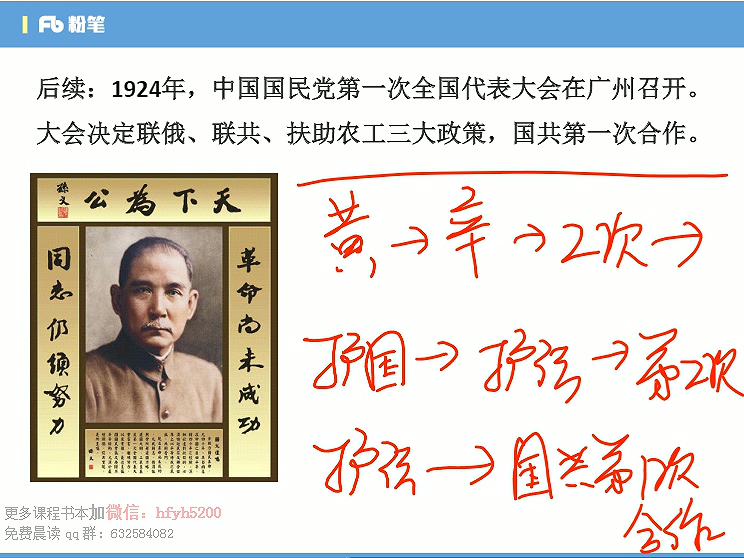 Fb 粉笔
后续：1924年，中国国民党第一次全国代表大会在广州召开。
大会决定联俄、联共、扶助农工三大政策，国共第一次合作。
天下為公
孫文
革命尚未成功
同志仍須努力
黄→辛→2次→
护国→护法→第2次
护法→国共第1次
合作
更多课程书本加微信：hfyh5200
免费晨读 qq 群：632584082